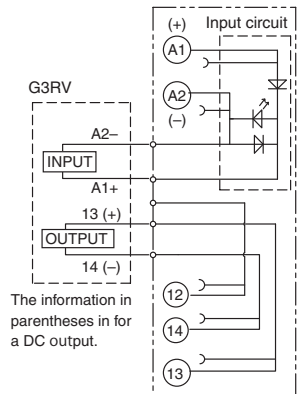 (+)
Input circuit
A1
G3RV
A2
(–)
A2–
INPUT
A1+
13 (+)
OUTPUT
14 (–)
12
14
13
The information in
parentheses in for
a DC output.